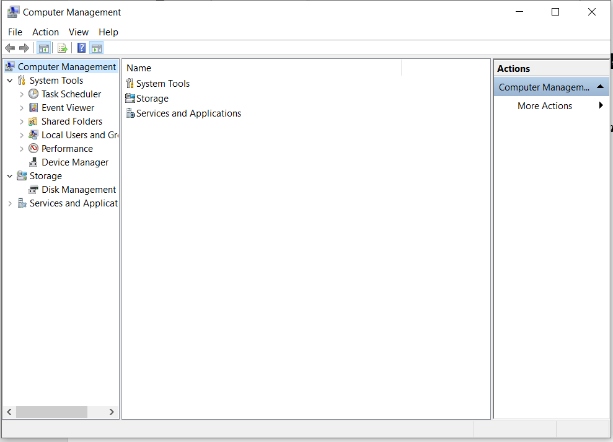 Computer Management
File Action View Help
Computer Management
System Tools
Task Scheduler
Event Viewer
Shared Folders
Local Users and Gr
Performance
Device Manager
Storage
Disk Management
Services and Applicat
Name
System Tools
Storage
Services and Applications
Actions
Computer Managem...
More Actions